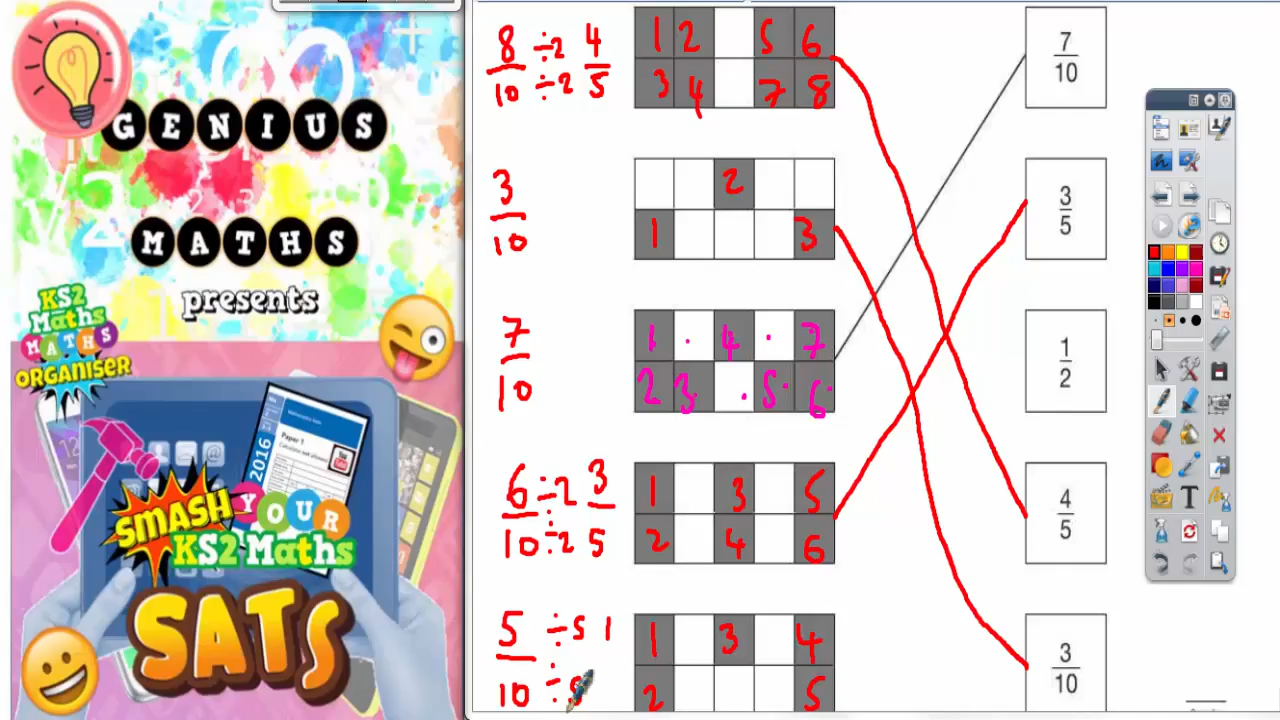 GENIUS
MATHS
presents
KS2
Maths
MATHS
ORGANISER
2016
Paper 1
SMASH YOUR
KS2 Maths
SATS
8 ÷2 4
10 ÷2 5
1 2 5 6
3 4 7 8
7
10
3
10
2
1 3
3
5
7
10
1 4 7
2 3 5 6
1
2
6 ÷2 3
10 ÷2 5
1 3 5
2 4 6
4
5
5 ÷5 1
10 ÷5
1 3 4
2 5
3
10